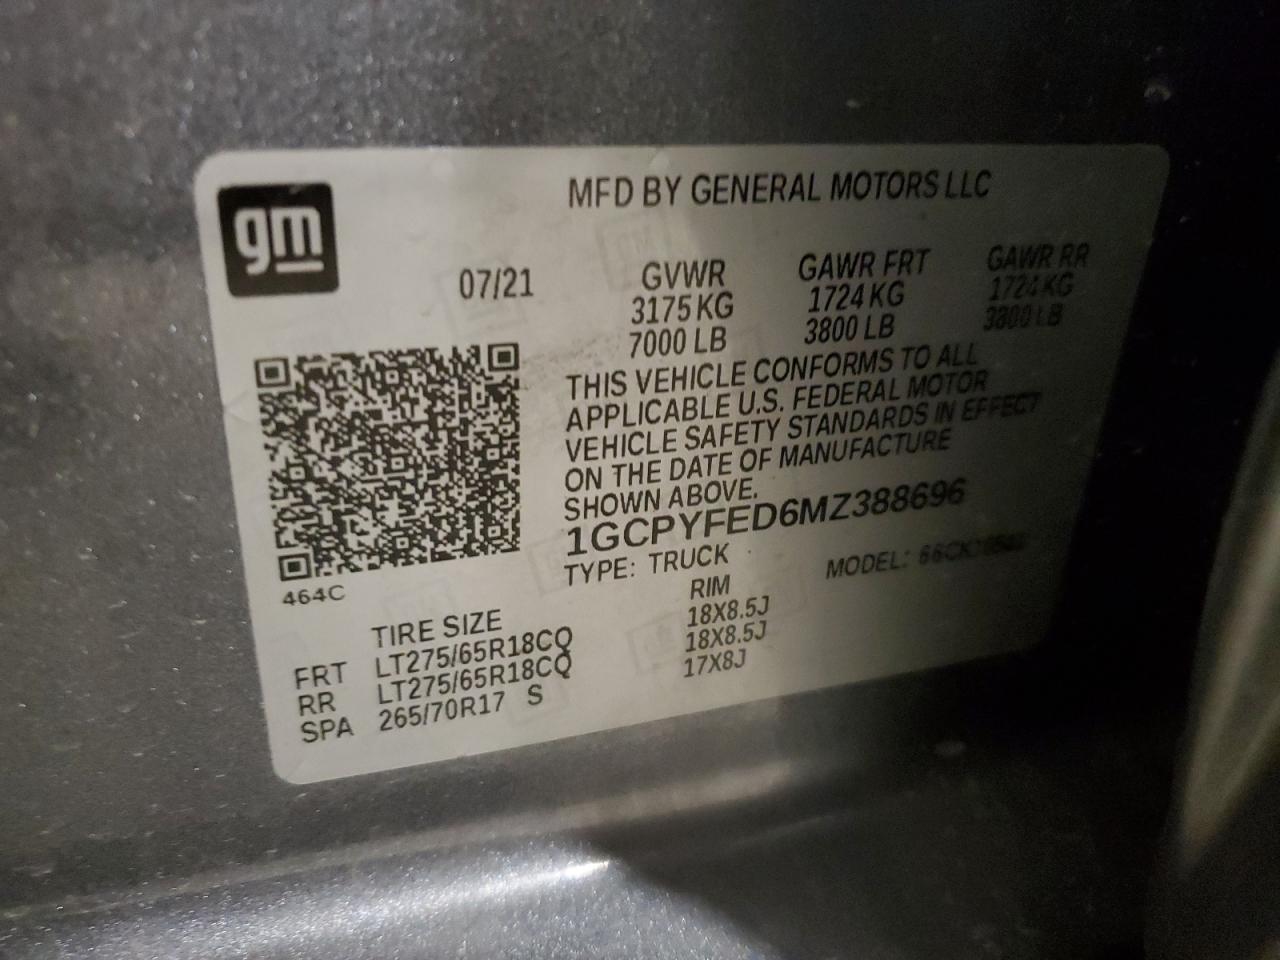 gm
MFD BY GENERAL MOTORS LLC
07/21
GVWR GAWR FRT GAWR RR
3175 KG 1724 KG 1724 KG
7000 LB 3800 LB 3800 LB
THIS VEHICLE CONFORMS TO ALL
APPLICABLE U.S. FEDERAL MOTOR
VEHICLE SAFETY STANDARDS IN EFFECT
ON THE DATE OF MANUFACTURE
SHOWN ABOVE.
1GCPYFED6MZ388696
TYPE: TRUCK MODEL:
464C
TIRE SIZE RIM
FRT LT275/65R18CQ 18X8.5J
RR LT275/65R18CQ 18X8.5J
SPA 265/70R17 S 17X8J